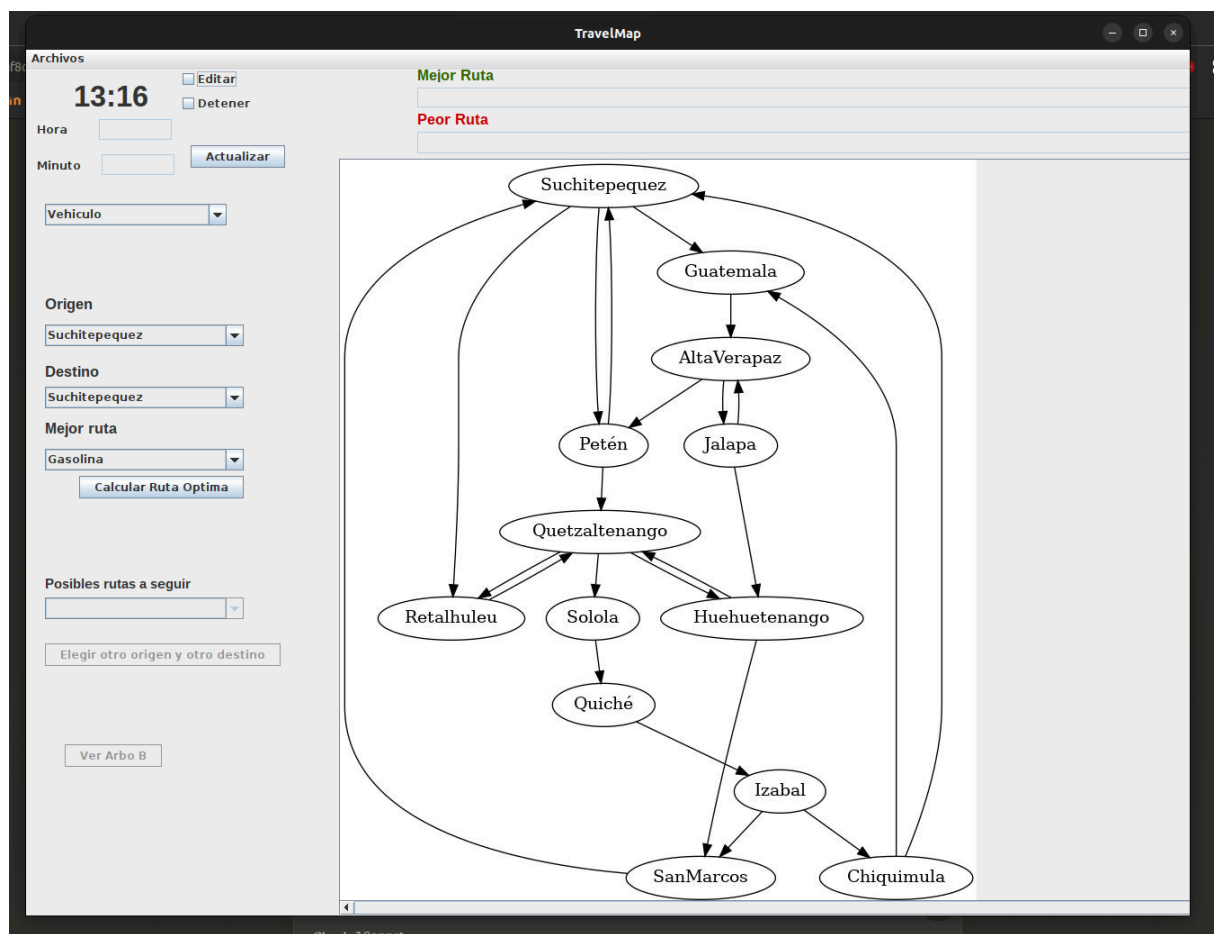 TravelMap
Archivos
13:16
Editar
Detener
Hora
Minuto
Actualizar
Vehiculo
Origen
Suchitepequez
Destino
Suchitepequez
Mejor ruta
Gasolina
Calcular Ruta Optima
Posibles rutas a seguir
Elegir otro origen y otro destino
Ver Arbo B
Mejor Ruta
Peor Ruta
Suchitepequez
Guatemala
AltaVerapaz
Petén
Jalapa
Quetzaltenango
Retalhuleu
Solola
Huehuetenango
Quiché
Izabal
SanMarcos
Chiquimula